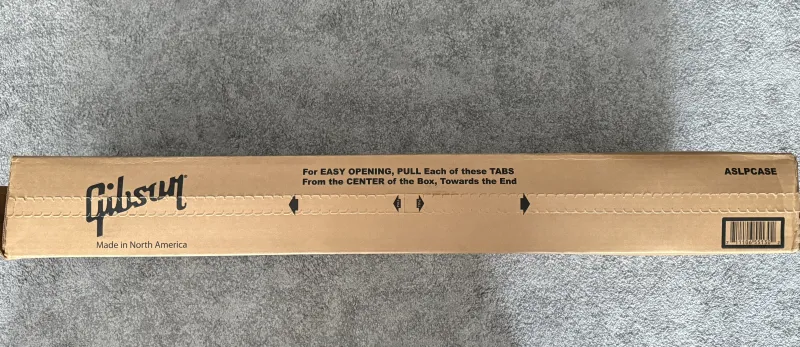 Gibson
Made in North America
For EASY OPENING, PULL Each of these TABS
From the CENTER of the Box, Towards the End
ASLPCASE